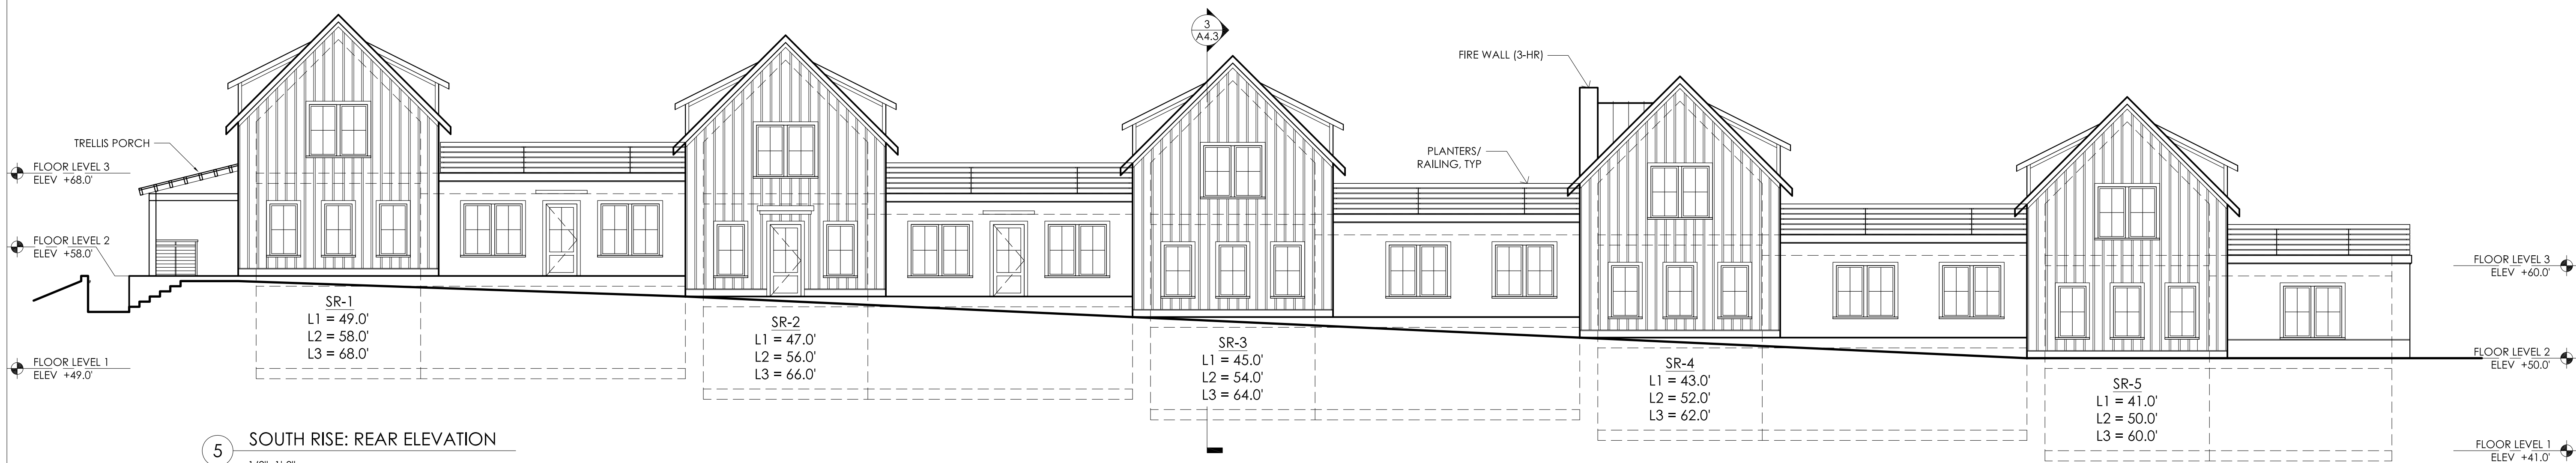 3
A4.3
FIRE WALL (3-HR)
TRELLIS PORCH
PLANTERS/
RAILING, TYP
FLOOR LEVEL 3
ELEV +68.0'
FLOOR LEVEL 2
ELEV +58.0'
FLOOR LEVEL 1
ELEV +49.0'
SR-1
L1 = 49.0'
L2 = 58.0'
L3 = 68.0'
SR-2
L1 = 47.0'
L2 = 56.0'
L3 = 66.0'
SR-3
L1 = 45.0'
L2 = 54.0'
L3 = 64.0'
SR-4
L1 = 43.0'
L2 = 52.0'
L3 = 62.0'
SR-5
L1 = 41.0'
L2 = 50.0'
L3 = 60.0'
FLOOR LEVEL 3
ELEV +60.0'
FLOOR LEVEL 2
ELEV +50.0'
FLOOR LEVEL 1
ELEV +41.0'
5
SOUTH RISE: REAR ELEVATION